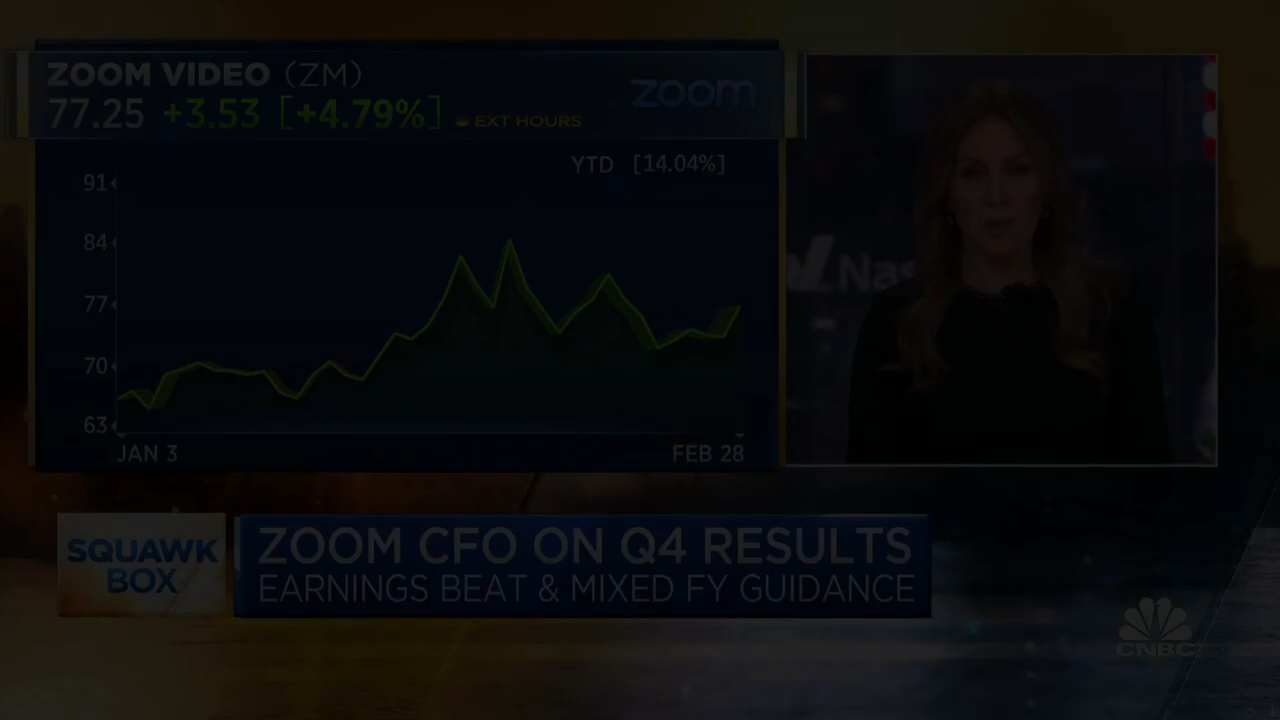 ZOOM VIDEO (ZM)
77.25 +3.53 [+4.79%] EXT HOURS
zoom
YTD [14.04%]
91
84
77
70
63
JAN 3 FEB 28
Nas
SQUAWK
BOX
ZOOM CFO ON Q4 RESULTS
EARNINGS BEAT & MIXED FY GUIDANCE
CNBC